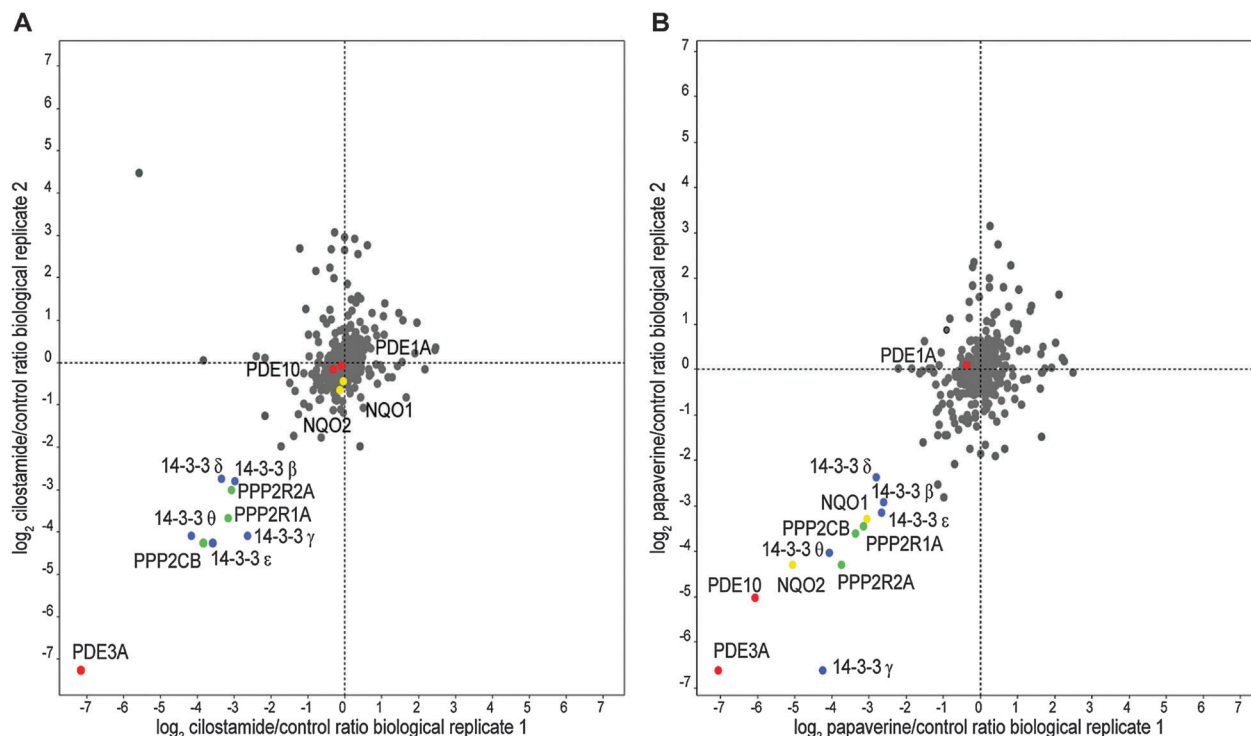 A
7
6
5
4
3
2
1
0
-1
-2
-3
-4
-5
-6
-7
log2 cilostamide/control ratio biological replicate 2
PDE1A
PDE10
NQO1
NQO2
14-3-3 δ
14-3-3 β
PPP2R2A
14-3-3 θ
PPP2R1A
14-3-3 γ
PPP2CB
14-3-3 ε
PDE3A
-7 -6 -5 -4 -3 -2 -1 0 1 2 3 4 5 6 7
log2 cilostamide/control ratio biological replicate 1
B
7
6
5
4
3
2
1
0
-1
-2
-3
-4
-5
-6
-7
log2 papaverine/control ratio biological replicate 2
PDE1A
14-3-3 δ
14-3-3 β
NQO1
14-3-3 ε
PPP2CB
PPP2R1A
14-3-3 θ
NQO2
PPP2R2A
PDE10
PDE3A
14-3-3 γ
-7 -6 -5 -4 -3 -2 -1 0 1 2 3 4 5 6 7
log2 papaverine/control ratio biological replicate 1